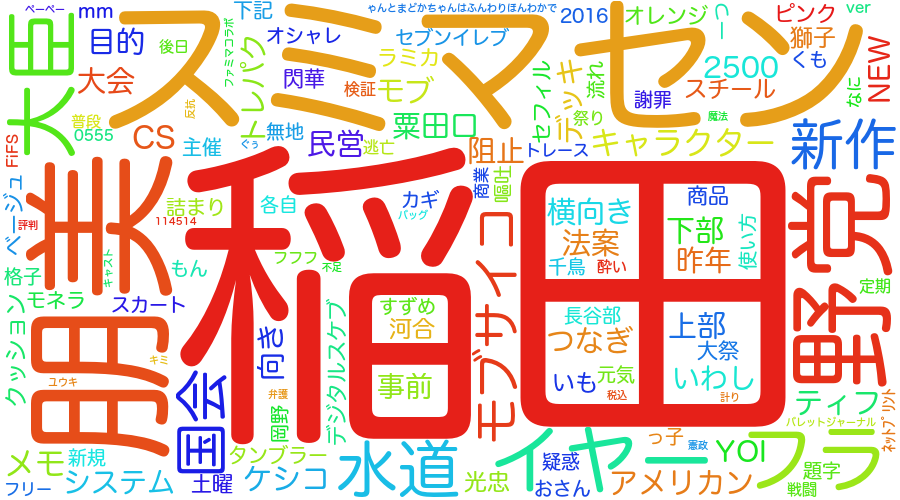 ペーペー
mm
下記
ゃんとまどかちゃんはふんわりほんわかで
2016
オレンジ
一つ
ピンク
ver
大臣
目的
後日
ファミマコラボ
オシャレ
セブンイレブ
獅子
くも
スミマセン
大会
閃華
ラミカ
2500
NEW
トレパク
検証
モブ
セフィル
デッキ
流れ
謝罪
スチール
なに
普段
0555
反抗
無地
ぐぅ
民営
粟田口
祭り
魔法
FiFS
CS
主催
逃亡
阻止
トレース
キャラクター
新作
ベージュ
美
詰まり
各自
カギ
バッグ
商業
嘔吐
横向き
商品
野党
評判
114514
稲田
法案
下部
昨年
使い方
格子
キャスト
もん
フフフ
不足
モブサイコ
千鳥
酔い
定期
モネラ
スカート
クッション
朋
すずめ
河合
長谷部
つなぎ
上部
大祭
向き
デジタルスケブ
事前
いも
元気
税込
いわし
計り
キミ
ユウキ
国会
弁護
岡野
ティフ
ネットプリント
パレットジャーナル
メモ
新規
タンブラー
水道
イヤー
っ子
憲政
YOI
フラ
フリー
システム
土曜
ケシコ
光忠
疑惑
おさん
アメリカン
題字
戦闘